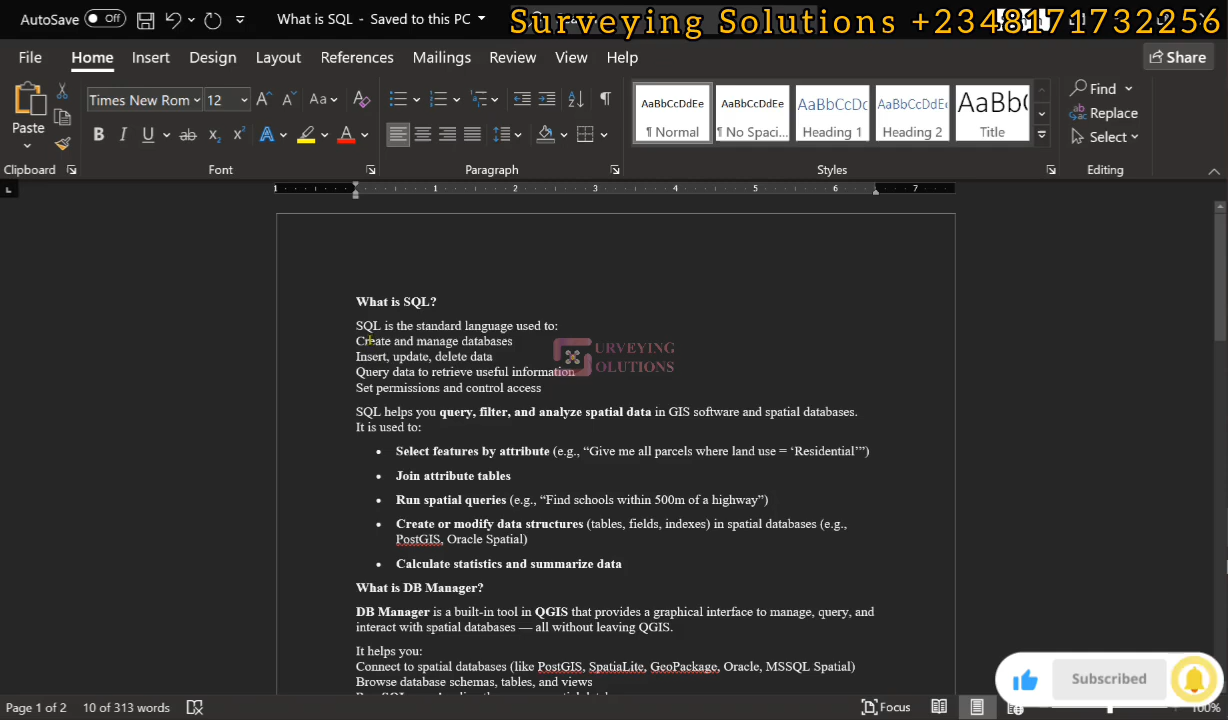 AutoSave Off What is SQL - Saved to this PC
Surveying Solutions +2348171732256
File Home Insert Design Layout References Mailings Review View Help Share
Paste
Times New Rom 12
Aa
AaBbCcDdEe AaBbCcDdEe AaBbCcDc AaBbCcDdE AaBb(
¶ Normal ¶ No Spaci... Heading 1 Heading 2 Title
Find
Replace
Select
Clipboard Font Paragraph Styles Editing
1 1 2 3 4 5 6 7
What is SQL?
SQL is the standard language used to:
Create and manage databases
Insert, update, delete data
Query data to retrieve useful information
Set permissions and control access
URVEYING
OLUTIONS
SQL helps you query, filter, and analyze spatial data in GIS software and spatial databases.
It is used to:
• Select features by attribute (e.g., “Give me all parcels where land use = ‘Residential’”)
• Join attribute tables
• Run spatial queries (e.g., “Find schools within 500m of a highway”)
• Create or modify data structures (tables, fields, indexes) in spatial databases (e.g.,
PostGIS, Oracle Spatial)
• Calculate statistics and summarize data
What is DB Manager?
DB Manager is a built-in tool in QGIS that provides a graphical interface to manage, query, and
interact with spatial databases — all without leaving QGIS.
It helps you:
Connect to spatial databases (like PostGIS, SpatiaLite, GeoPackage, Oracle, MSSQL Spatial)
Browse database schemas, tables, and views
Subscribed
Page 1 of 2 10 of 313 words Focus 100%